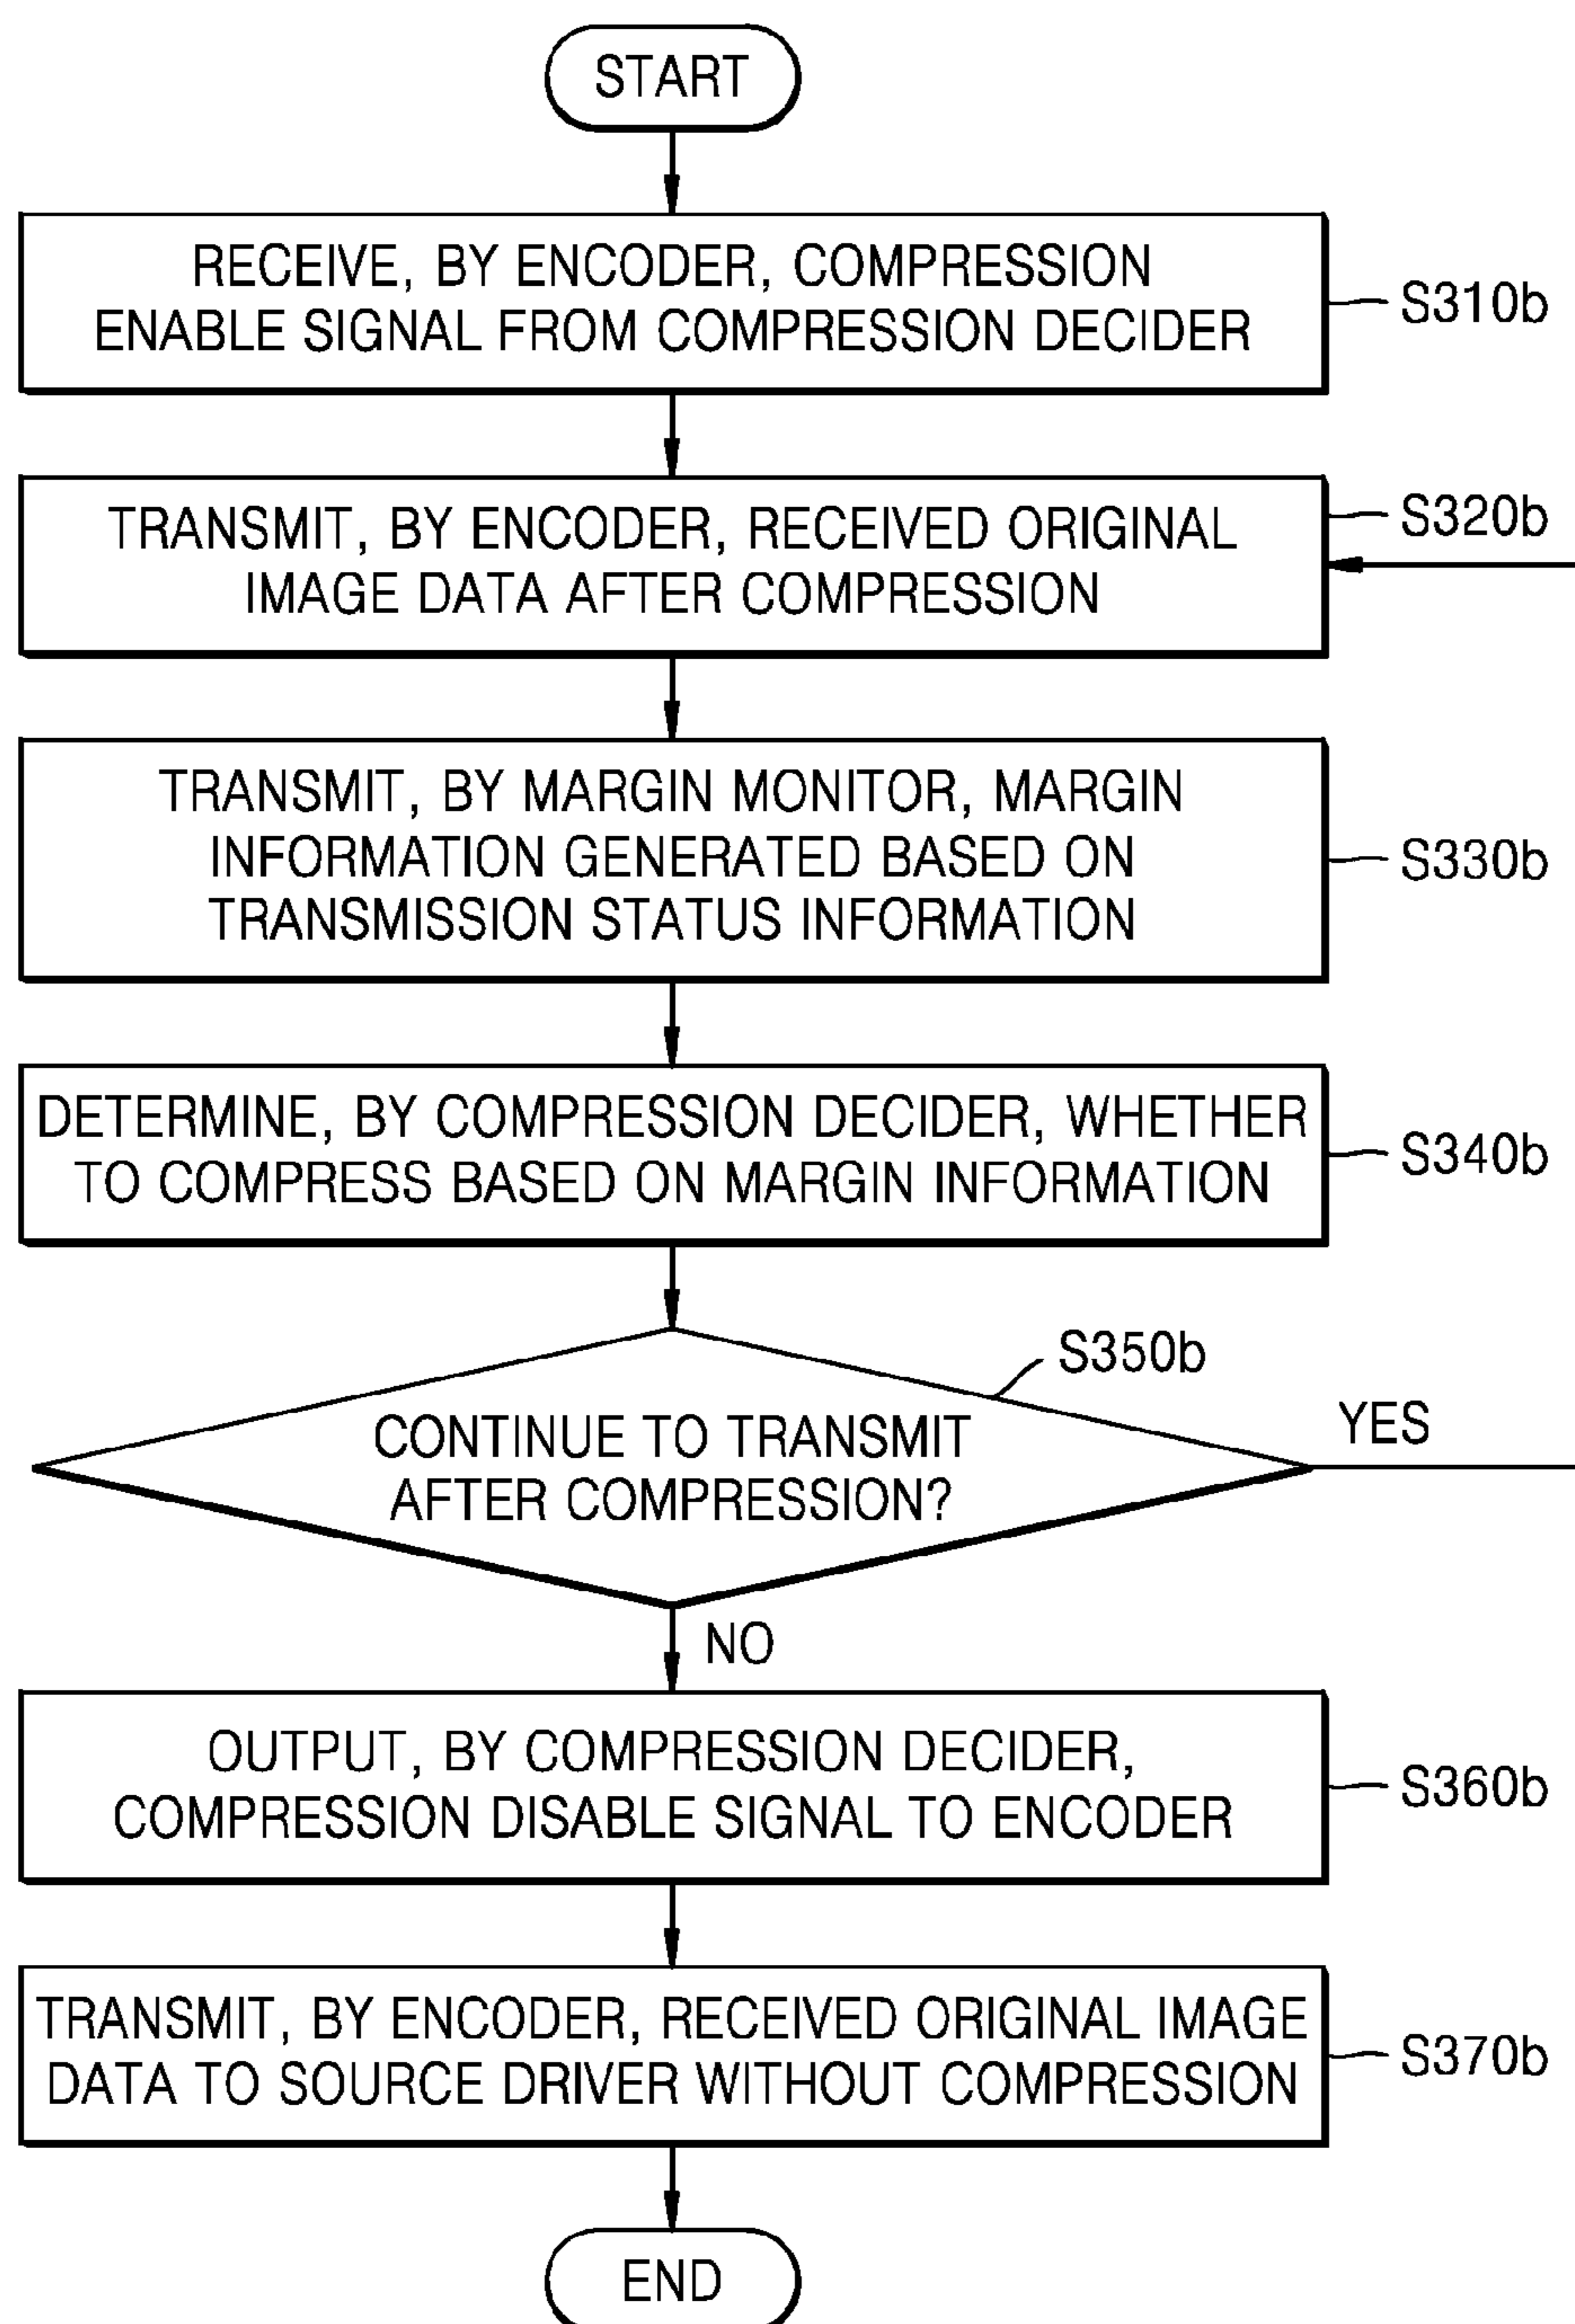 START
RECEIVE, BY ENCODER, COMPRESSION
ENABLE SIGNAL FROM COMPRESSION DECIDER
S310b
TRANSMIT, BY ENCODER, RECEIVED ORIGINAL
IMAGE DATA AFTER COMPRESSION
S320b
TRANSMIT, BY MARGIN MONITOR, MARGIN
INFORMATION GENERATED BASED ON
TRANSMISSION STATUS INFORMATION
S330b
DETERMINE, BY COMPRESSION DECIDER, WHETHER
TO COMPRESS BASED ON MARGIN INFORMATION
S340b
S350b
CONTINUE TO TRANSMIT
AFTER COMPRESSION?
YES
NO
OUTPUT, BY COMPRESSION DECIDER,
COMPRESSION DISABLE SIGNAL TO ENCODER
S360b
TRANSMIT, BY ENCODER, RECEIVED ORIGINAL IMAGE
DATA TO SOURCE DRIVER WITHOUT COMPRESSION
S370b
END